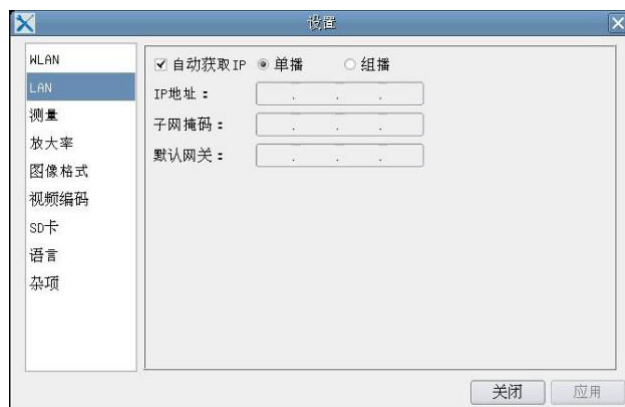 设置
WLAN
LAN
测量
放大率
图像格式
视频编码
SD卡
语言
杂项
自动获取IP 单播 组播
IP地址：
子网掩码：
默认网关：
关闭 应用